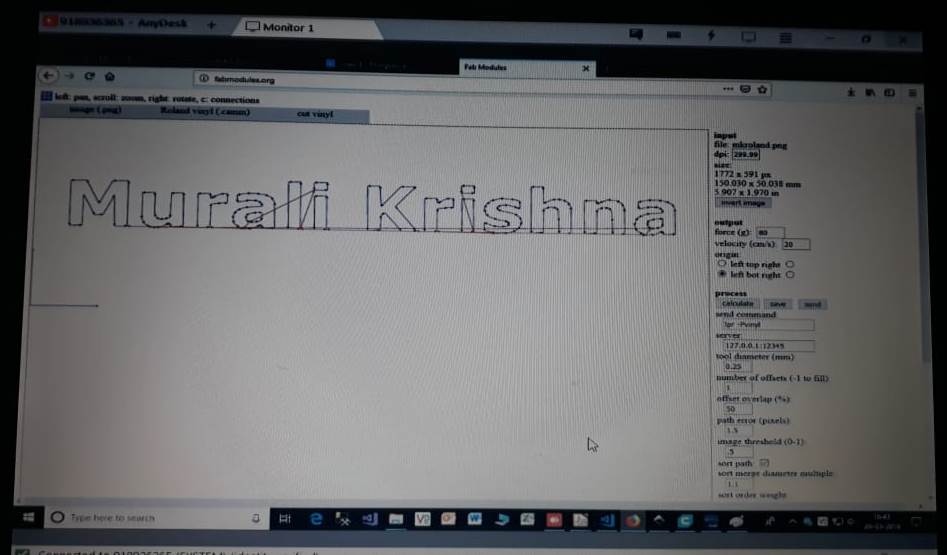 918936365 - AnyDesk
Monitor 1
Fab Modules
fabmodules.org
left: pan, scroll: zoom, right: rotate, c: connections
image (.png)
Roland vinyl (.camm)
cut vinyl
Murali Krishna
input
file: mkroland.png
dpi: 299.99
size:
1772 x 591 px
150.030 x 50.038 mm
5.907 x 1.970 in
invert image
output
force (g): 80
velocity (cm/s): 20
origin:
left top right
left bot right
process
calculate save send
send command:
lpr -Pvinyl
server:
127.0.0.1:12345
tool diameter (mm)
0.25
number of offsets (-1 to fill)
1
offset overlap (%):
50
path error (pixels)
1.5
image threshold (0-1)
.5
sort path:
sort merge diameter multiple:
1.1
sort order weight
Type here to search